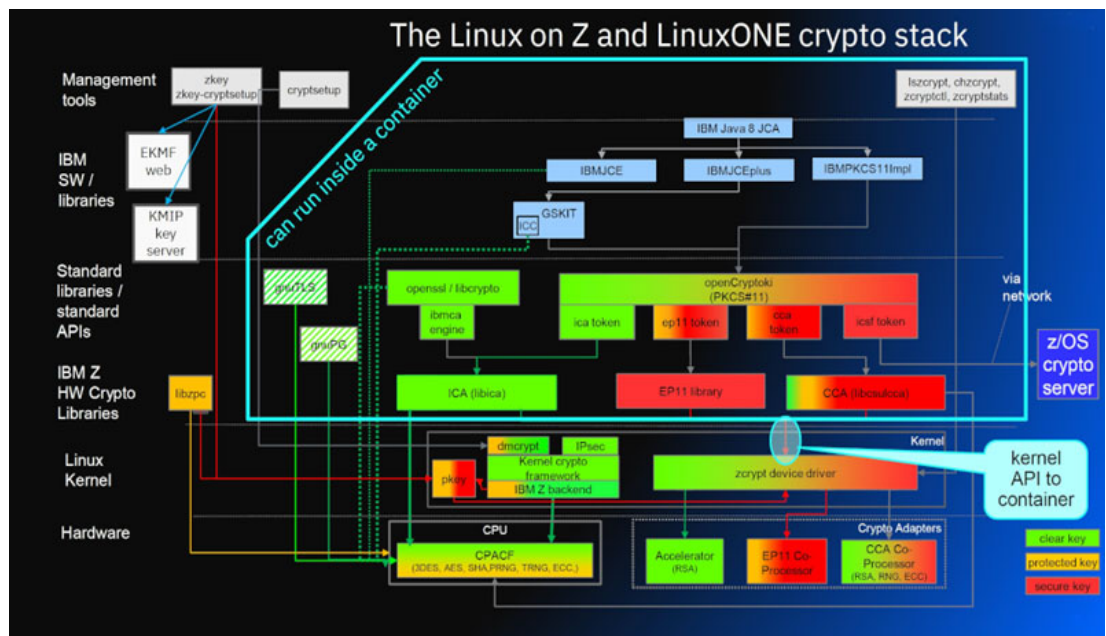 The Linux on Z and LinuxONE crypto stack
Management
tools
zkey
zkey-cryptsetup
cryptsetup
can run inside a container
lszcrypt, chzcrypt,
zcryptctl, zcryptstats
IBM
SW /
libraries
EKMF
web
KMIP
key
server
IBM Java 8 JCA
IBMJCE
IBMJCEplus
IBMPKCS11Impl
GSKIT
ICC
Standard
libraries /
standard
APIs
gnuTLS
openssl / libcrypto
ibmca
engine
gnuPG
openCryptoki
(PKCS#11)
ica token
ep11 token
cca
token
icsf token
via
network
z/OS
crypto
server
IBM Z
HW Crypto
Libraries
libzpc
ICA (libica)
EP11 library
CCA (libcsulcca)
Linux
Kernel
Kernel
dmcrypt
IPsec
Kernel crypto
framework
IBM Z backend
pkey
zcrypt device driver
kernel
API to
container
Hardware
CPU
CPACF
(3DES, AES, SHA,PRNG, TRNG, ECC,)
Crypto Adapters
Accelerator
(RSA)
EP11 Co-
Processor
CCA Co-
Processor
(RSA, RNG, ECC)
clear key
protected key
secure key